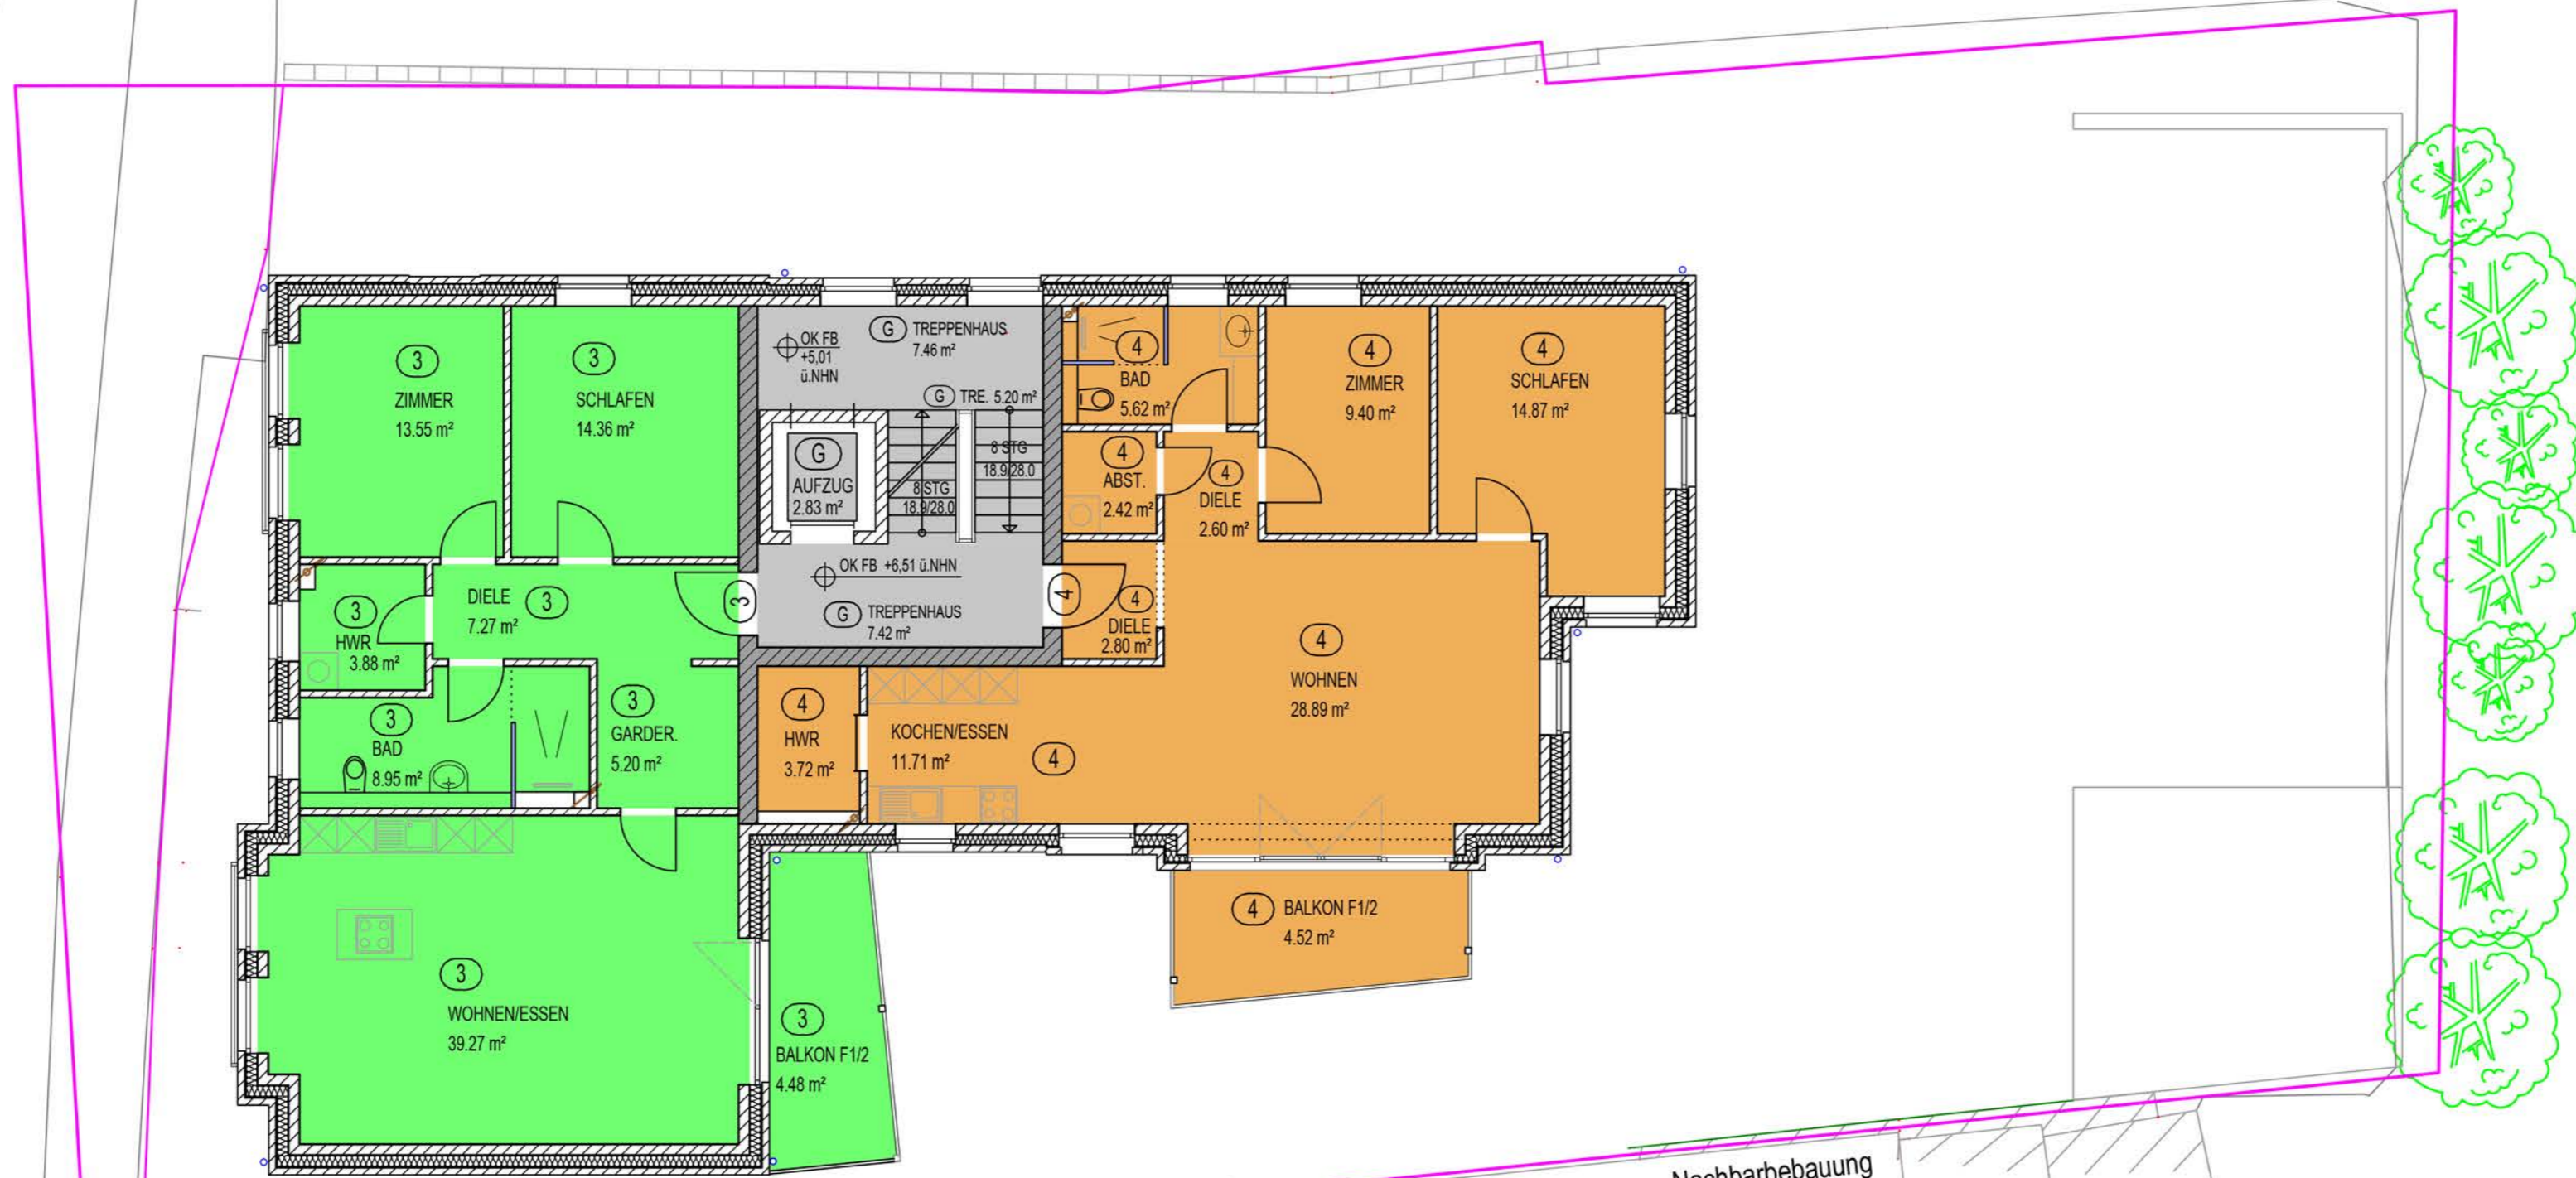 3
ZIMMER
13.55 m²
3
SCHLAFEN
14.36 m²
OK FB
+5,01
ü.NHN
G TREPPENHAUS
7.46 m²
G TRE. 5.20 m²
G
AUFZUG
2.83 m²
8 STG
18.9/28.0
8 STG
18.9/28.0
OK FB +6,51 ü.NHN
G TREPPENHAUS
7.42 m²
4
BAD
5.62 m²
4
ZIMMER
9.40 m²
4
SCHLAFEN
14.87 m²
4
ABST.
2.42 m²
4
DIELE
2.60 m²
4
4
DIELE
2.80 m²
3
HWR
3.88 m²
DIELE 3
7.27 m²
3
3
BAD
8.95 m²
3
GARDER.
5.20 m²
4
HWR
3.72 m²
KOCHEN/ESSEN
11.71 m²
4
4
WOHNEN
28.89 m²
3
WOHNEN/ESSEN
39.27 m²
3
BALKON F1/2
4.48 m²
4 BALKON F1/2
4.52 m²
Nachbarbebauung